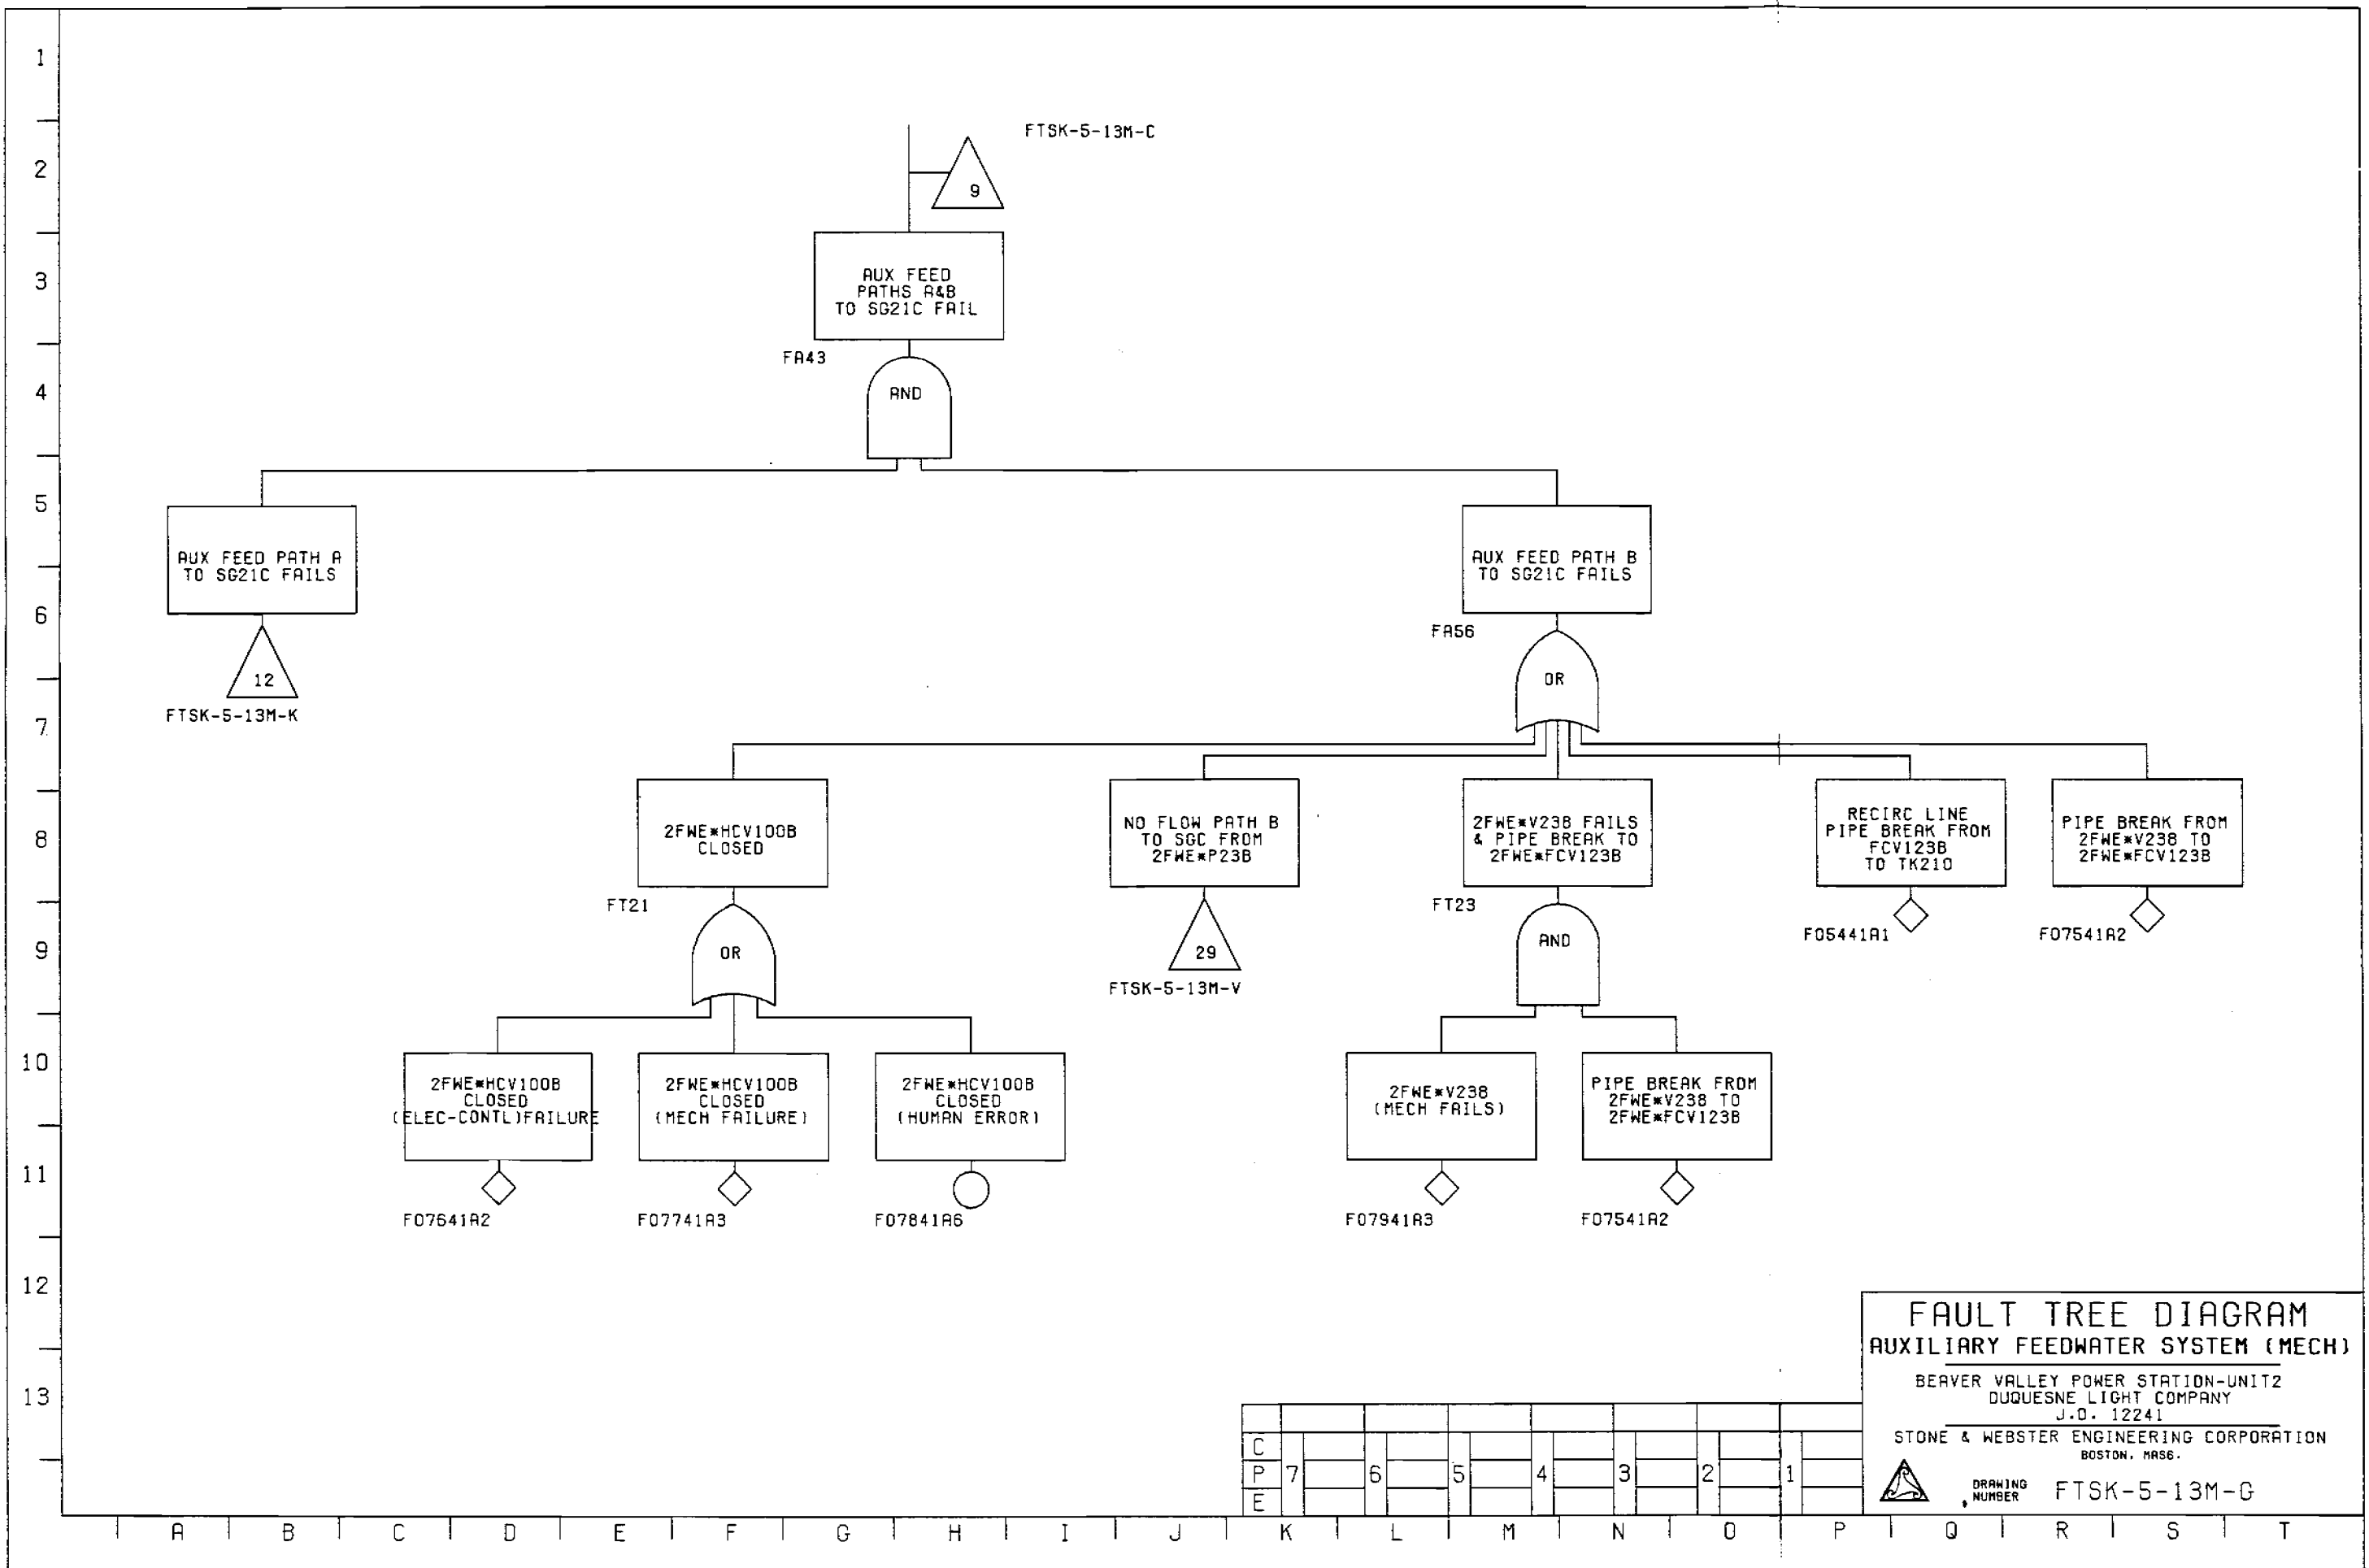 1
2
3
4
5
6
7
8
9
10
11
12
13
FTSK-5-13M-C
9
AUX FEED
PATHS A&B
TO SG21C FAIL
FA43
AND
AUX FEED PATH A
TO SG21C FAILS
12
FTSK-5-13M-K
AUX FEED PATH B
TO SG21C FAILS
FA56
OR
2FWE*HCV100B
CLOSED
FT21
OR
NO FLOW PATH B
TO SGC FROM
2FWE*P23B
29
FTSK-5-13M-V
2FWE*V238 FAILS
& PIPE BREAK TO
2FWE*FCV123B
FT23
AND
RECIRC LINE
PIPE BREAK FROM
FCV123B
TO TK210
F05441A1
PIPE BREAK FROM
2FWE*V238 TO
2FWE*FCV123B
F07541A2
2FWE*HCV100B
CLOSED
(ELEC-CONTL)FAILURE
F07641A2
2FWE*HCV100B
CLOSED
(MECH FAILURE)
F07741A3
2FWE*HCV100B
CLOSED
(HUMAN ERROR)
F07841A6
2FWE*V238
(MECH FAILS)
F07941A3
PIPE BREAK FROM
2FWE*V238 TO
2FWE*FCV123B
F07541A2
C
P 7 6 5 4 3 2 1
E
FAULT TREE DIAGRAM
AUXILIARY FEEDWATER SYSTEM (MECH)
BEAVER VALLEY POWER STATION-UNIT2
DUQUESNE LIGHT COMPANY
J.O. 12241
STONE & WEBSTER ENGINEERING CORPORATION
BOSTON, MASS.
DRAWING
NUMBER
FTSK-5-13M-G
A B C D E F G H I J K L M N O P Q R S T